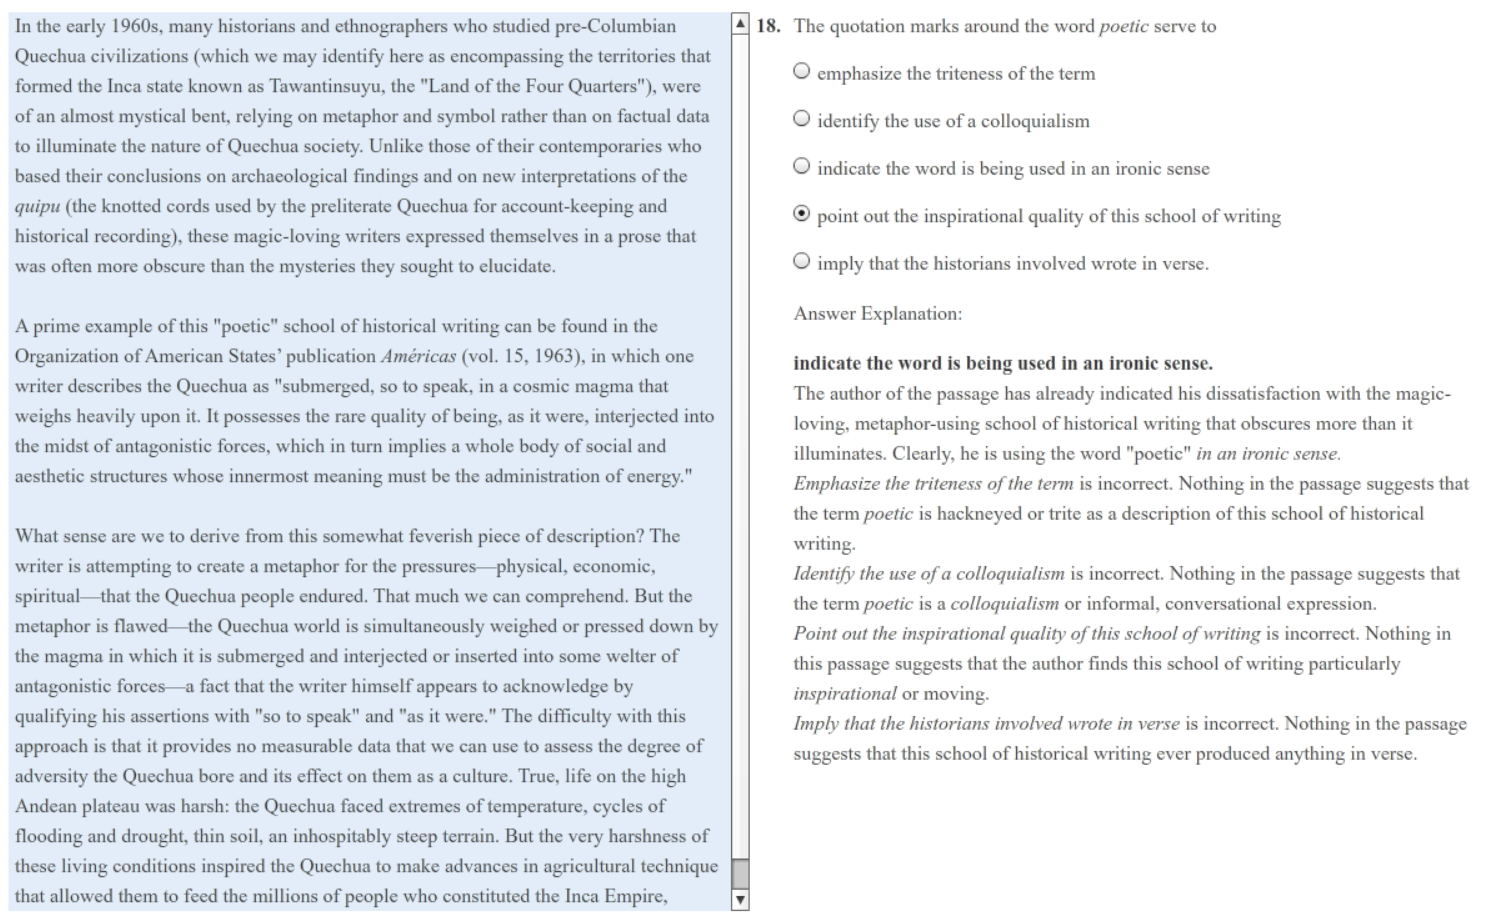 In the early 1960s, many historians and ethnographers who studied pre-Columbian
Quechua civilizations (which we may identify here as encompassing the territories that
formed the Inca state known as Tawantinsuyu, the "Land of the Four Quarters"), were
of an almost mystical bent, relying on metaphor and symbol rather than on factual data
to illuminate the nature of Quechua society. Unlike those of their contemporaries who
based their conclusions on archaeological findings and on new interpretations of the
quipu (the knotted cords used by the preliterate Quechua for account-keeping and
historical recording), these magic-loving writers expressed themselves in a prose that
was often more obscure than the mysteries they sought to elucidate.
A prime example of this "poetic" school of historical writing can be found in the
Organization of American States’ publication Américas (vol. 15, 1963), in which one
writer describes the Quechua as "submerged, so to speak, in a cosmic magma that
weighs heavily upon it. It possesses the rare quality of being, as it were, interjected into
the midst of antagonistic forces, which in turn implies a whole body of social and
aesthetic structures whose innermost meaning must be the administration of energy."
What sense are we to derive from this somewhat feverish piece of description? The
writer is attempting to create a metaphor for the pressures—physical, economic,
spiritual—that the Quechua people endured. That much we can comprehend. But the
metaphor is flawed—the Quechua world is simultaneously weighed or pressed down by
the magma in which it is submerged and interjected or inserted into some welter of
antagonistic forces—a fact that the writer himself appears to acknowledge by
qualifying his assertions with "so to speak" and "as it were." The difficulty with this
approach is that it provides no measurable data that we can use to assess the degree of
adversity the Quechua bore and its effect on them as a culture. True, life on the high
Andean plateau was harsh: the Quechua faced extremes of temperature, cycles of
flooding and drought, thin soil, an inhospitably steep terrain. But the very harshness of
these living conditions inspired the Quechua to make advances in agricultural technique
that allowed them to feed the millions of people who constituted the Inca Empire,
18. The quotation marks around the word poetic serve to
emphasize the triteness of the term
identify the use of a colloquialism
indicate the word is being used in an ironic sense
point out the inspirational quality of this school of writing
imply that the historians involved wrote in verse.
Answer Explanation:
indicate the word is being used in an ironic sense.
The author of the passage has already indicated his dissatisfaction with the magic-
loving, metaphor-using school of historical writing that obscures more than it
illuminates. Clearly, he is using the word "poetic" in an ironic sense.
Emphasize the triteness of the term is incorrect. Nothing in the passage suggests that
the term poetic is hackneyed or trite as a description of this school of historical
writing.
Identify the use of a colloquialism is incorrect. Nothing in the passage suggests that
the term poetic is a colloquialism or informal, conversational expression.
Point out the inspirational quality of this school of writing is incorrect. Nothing in
this passage suggests that the author finds this school of writing particularly
inspirational or moving.
Imply that the historians involved wrote in verse is incorrect. Nothing in the passage
suggests that this school of historical writing ever produced anything in verse.